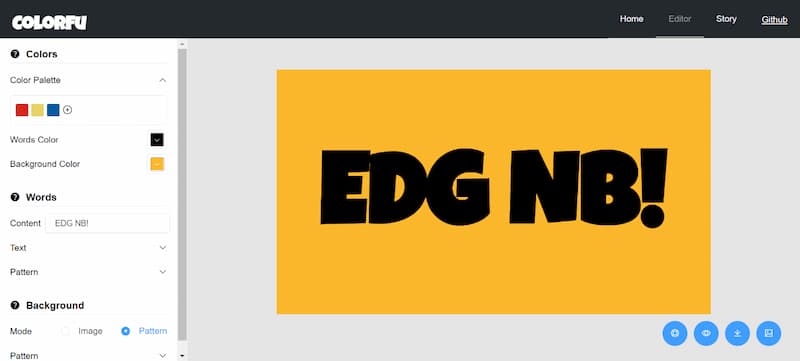 COLORFU
Home Editor Story Github
Colors
Color Palette
Words Color
Background Color
Words
Content EDG NB!
Text
Pattern
Background
Mode Image Pattern
Pattern
EDG NB!